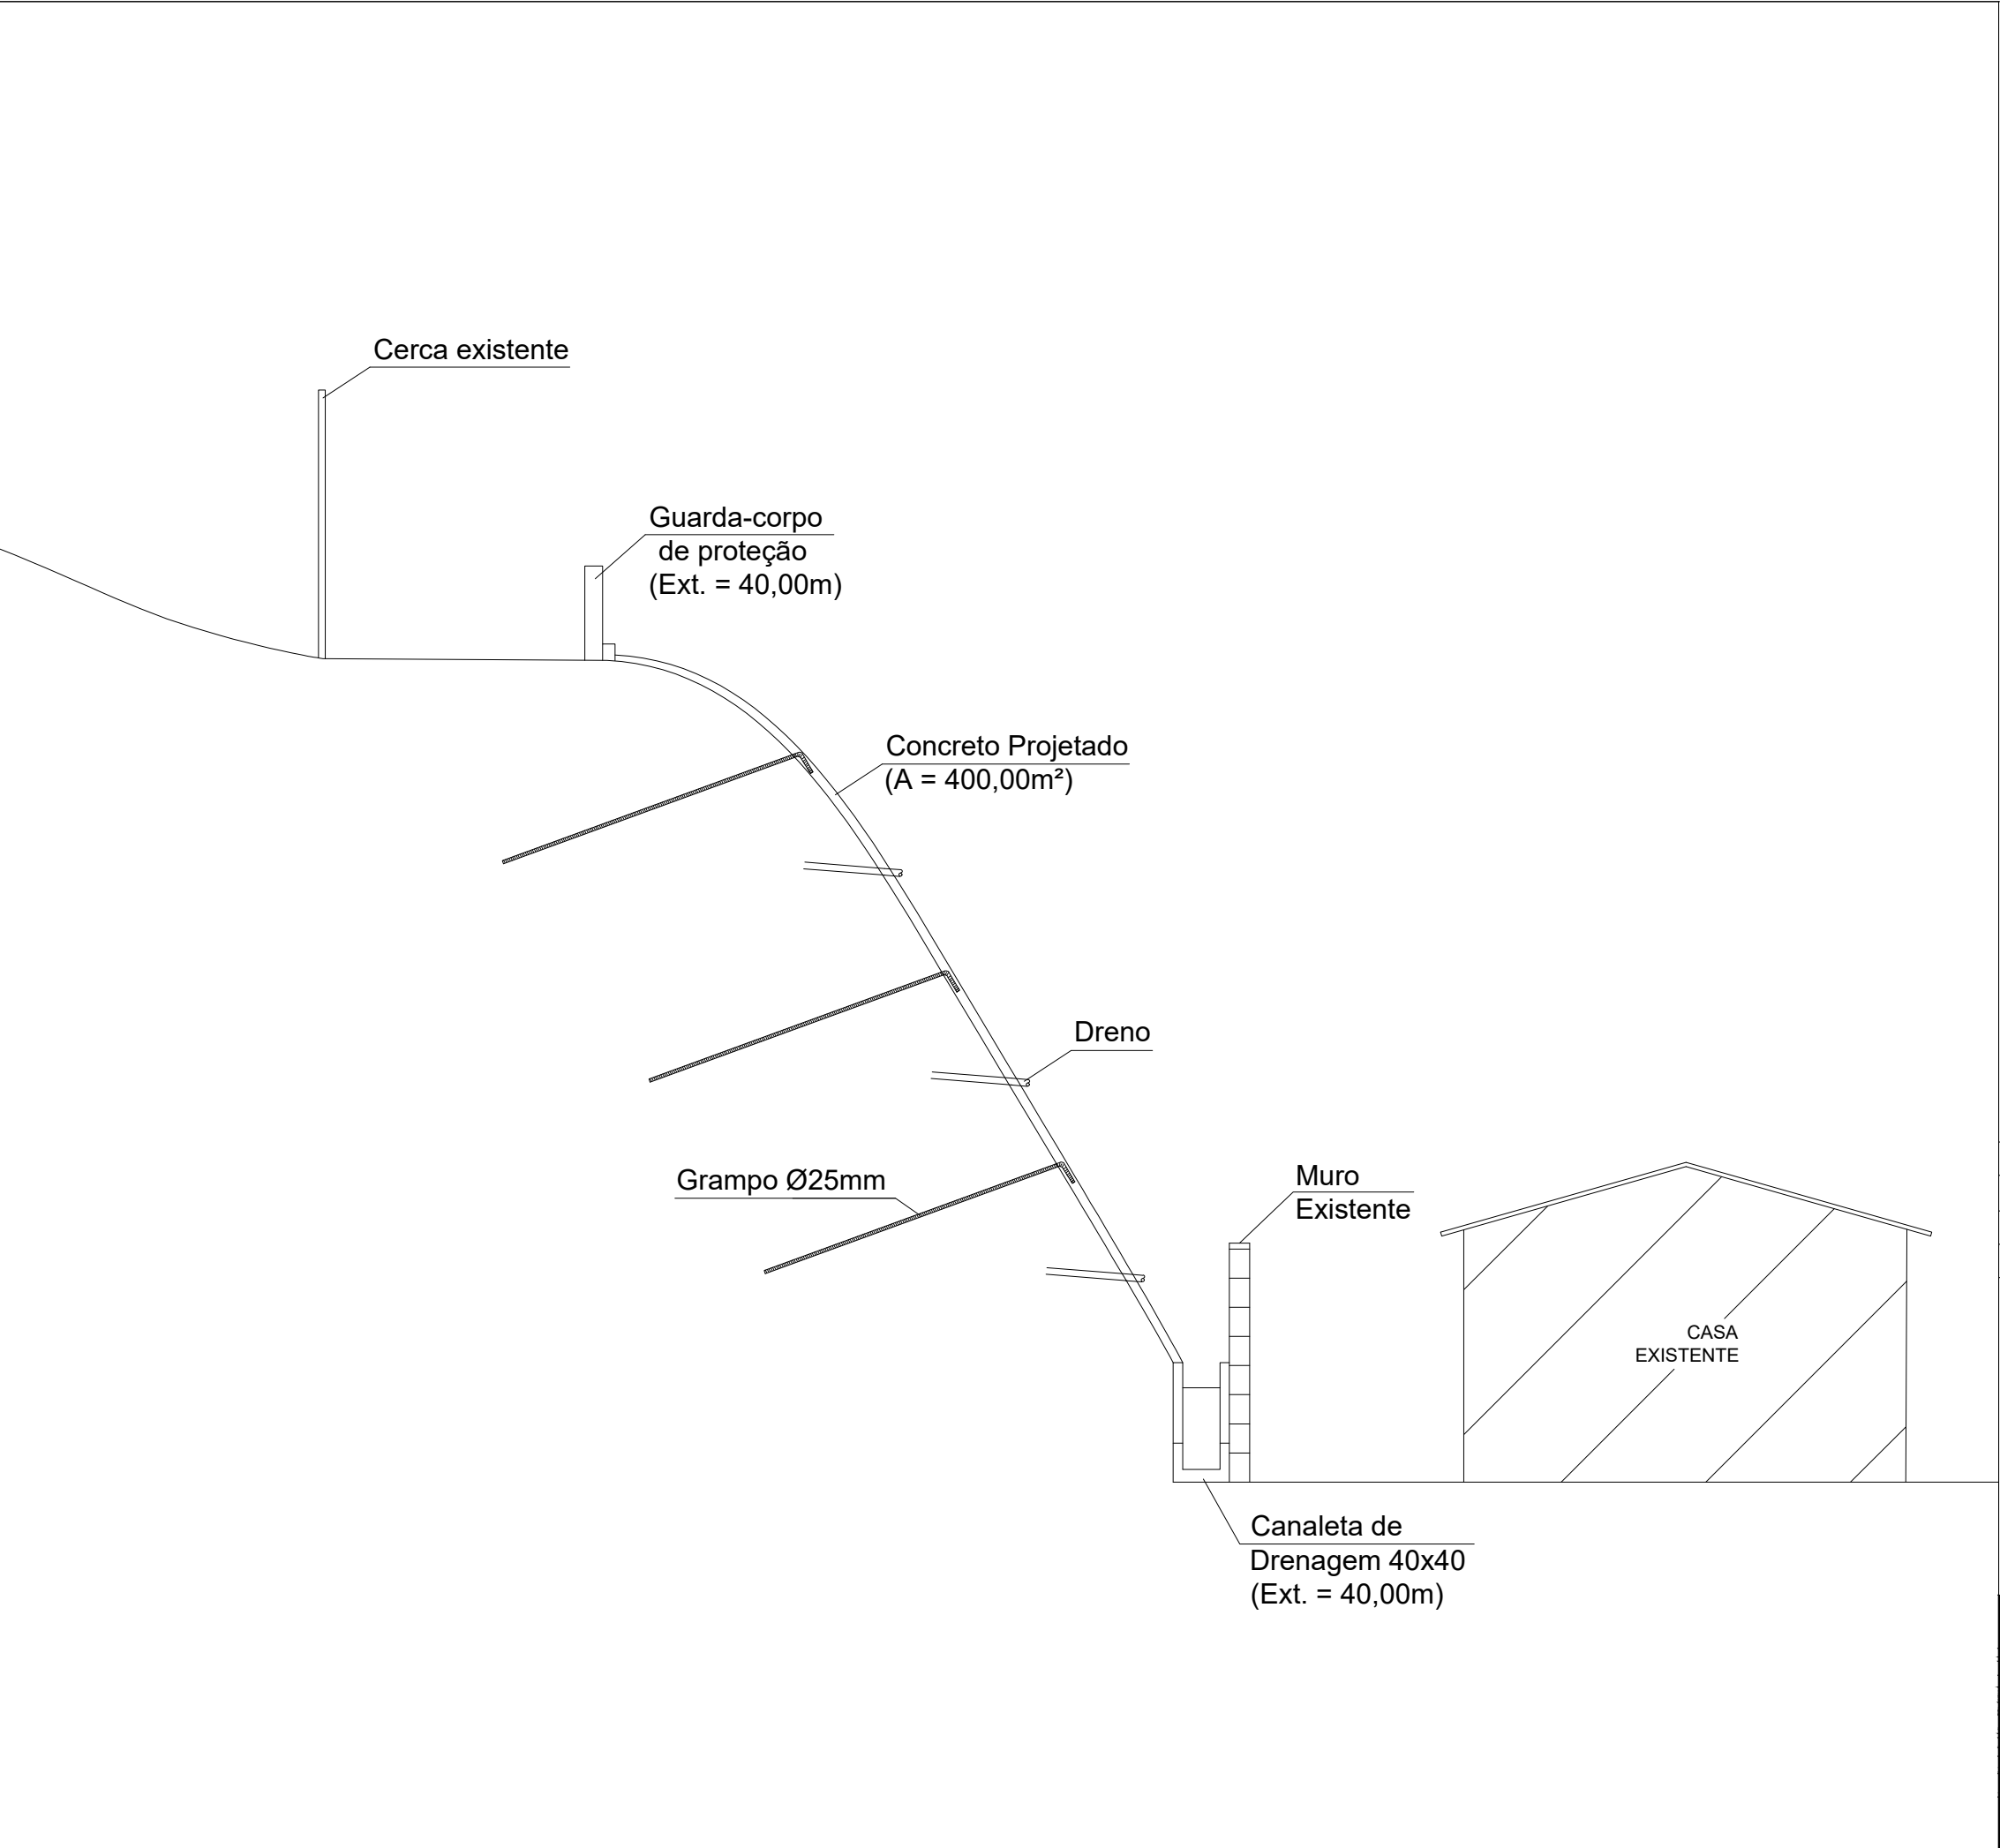 Cerca existente
Guarda-corpo
de proteção
(Ext. = 40,00m)
Concreto Projetado
(A = 400,00m²)
Dreno
Grampo Ø25mm
Muro
Existente
CASA
EXISTENTE
Canaleta de
Drenagem 40x40
(Ext. = 40,00m)